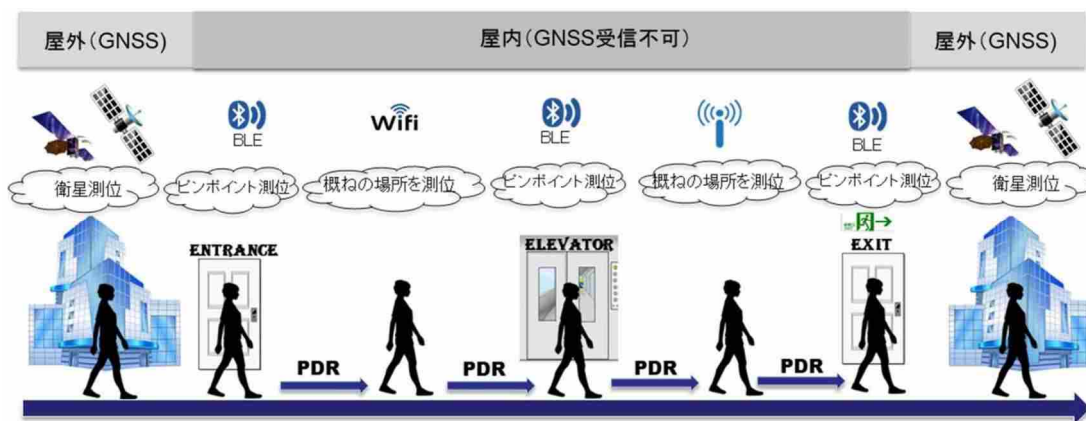 屋外(GNSS)
屋内(GNSS受信不可)
屋外(GNSS)
BLE
Wifi
BLE
BLE
衛星測位
ピンポイント測位
概ねの場所を測位
ピンポイント測位
概ねの場所を測位
ピンポイント測位
衛星測位
ENTRANCE
ELEVATOR
EXIT
PDR
PDR
PDR
PDR